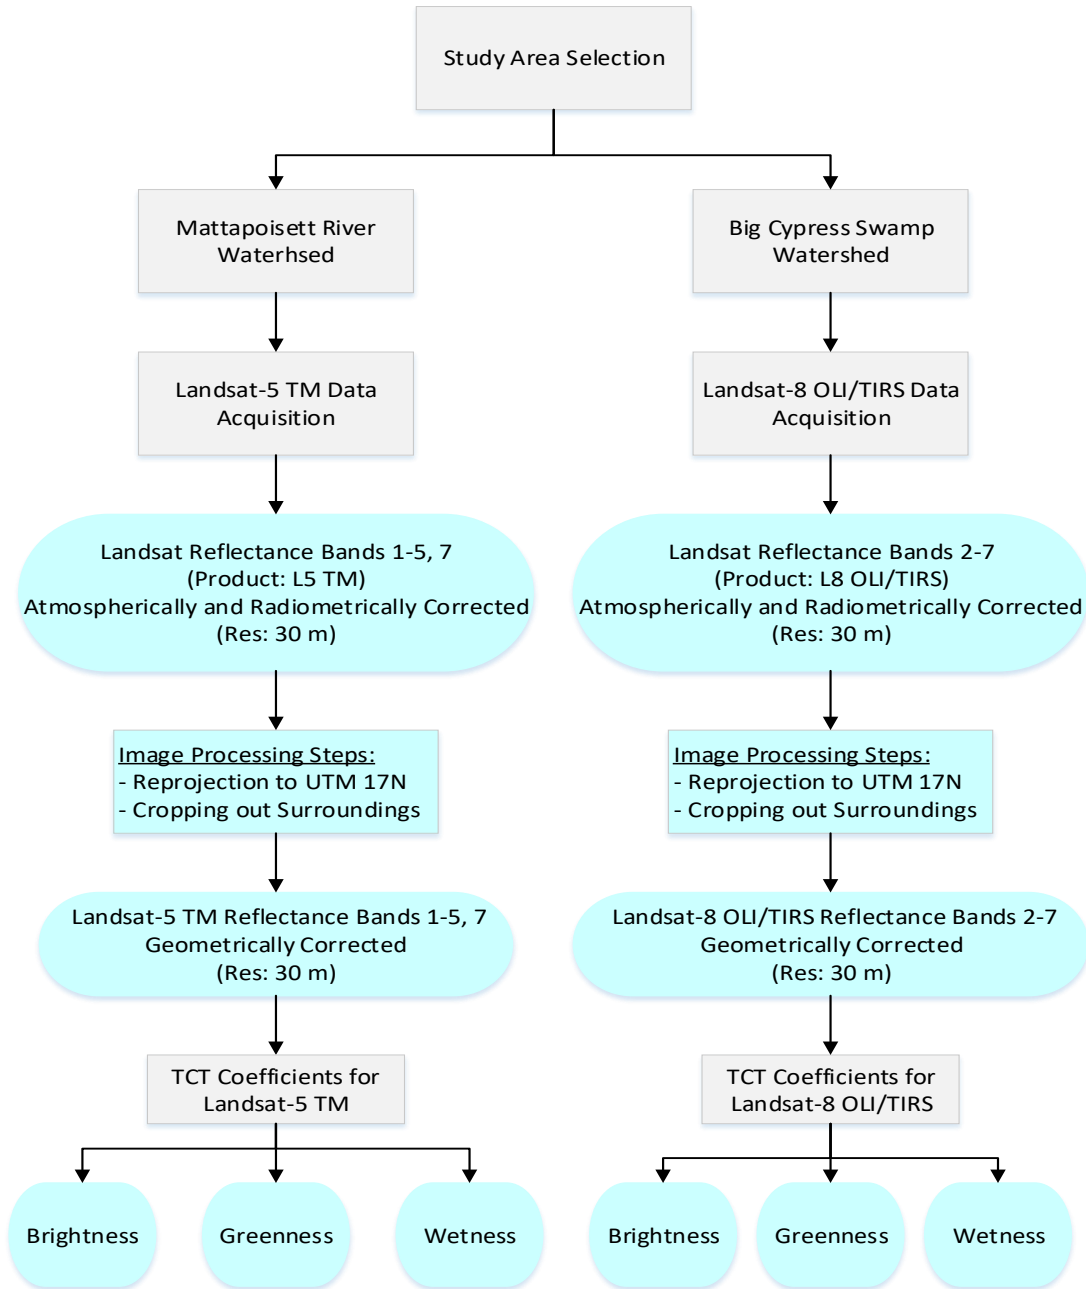 Study Area Selection
Mattapoisett River
Waterhsed
Big Cypress Swamp
Watershed
Landsat-5 TM Data
Acquisition
Landsat-8 OLI/TIRS Data
Acquisition
Landsat Reflectance Bands 1-5, 7
(Product: L5 TM)
Atmospherically and Radiometrically Corrected
(Res: 30 m)
Landsat Reflectance Bands 2-7
(Product: L8 OLI/TIRS)
Atmospherically and Radiometrically Corrected
(Res: 30 m)
Image Processing Steps:
- Reprojection to UTM 17N
- Cropping out Surroundings
Image Processing Steps:
- Reprojection to UTM 17N
- Cropping out Surroundings
Landsat-5 TM Reflectance Bands 1-5, 7
Geometrically Corrected
(Res: 30 m)
Landsat-8 OLI/TIRS Reflectance Bands 2-7
Geometrically Corrected
(Res: 30 m)
TCT Coefficients for
Landsat-5 TM
TCT Coefficients for
Landsat-8 OLI/TIRS
Brightness
Greenness
Wetness
Brightness
Greenness
Wetness